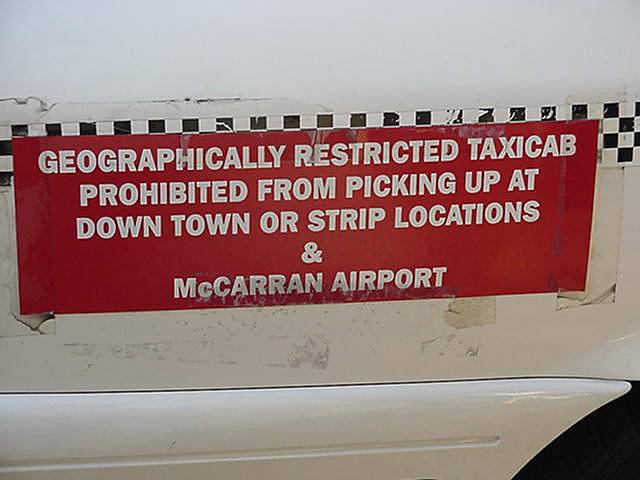 GEOGRAPHICALLY RESTRICTED TAXICAB
PROHIBITED FROM PICKING UP AT
DOWN TOWN OR STRIP LOCATIONS
&
McCARRAN AIRPORT